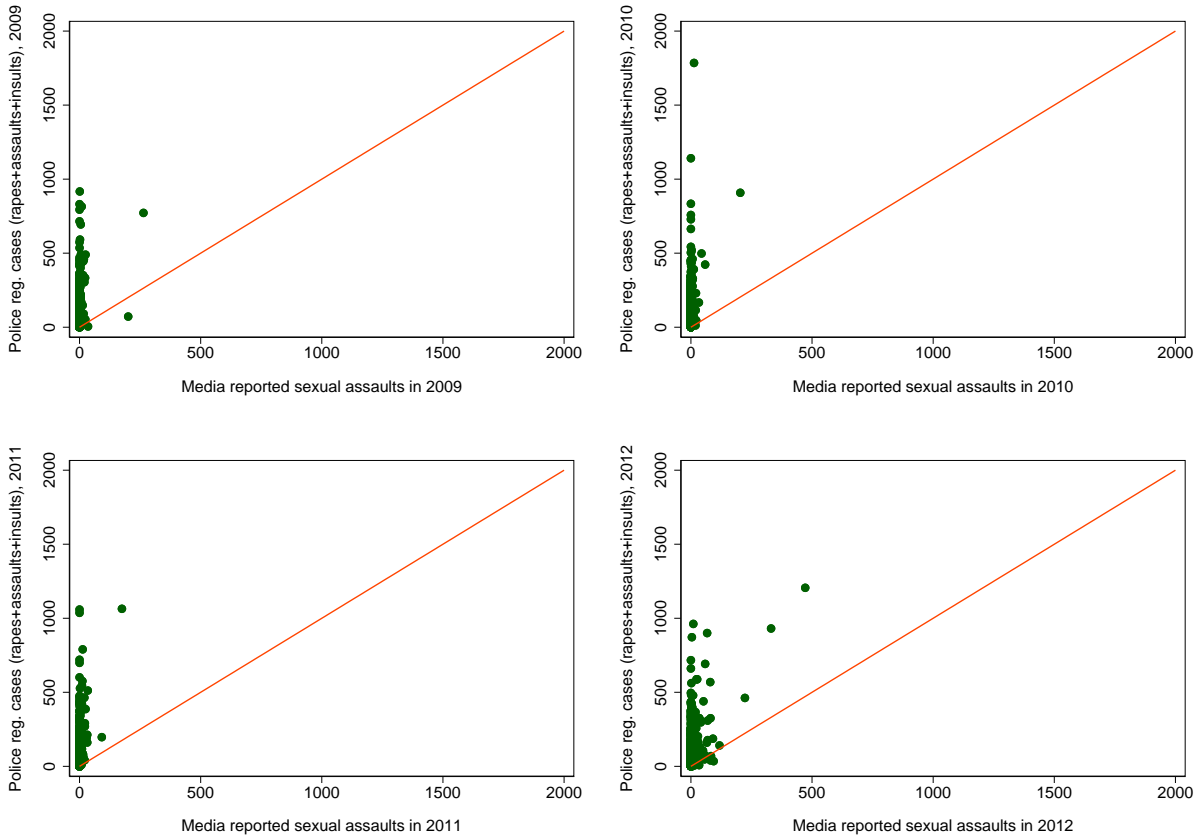 Police reg. cases (rapes+assaults+insults), 2009
2000
1500
1000
500
0
0 500 1000 1500 2000
Media reported sexual assaults in 2009
Police reg. cases (rapes+assaults+insults), 2010
2000
1500
1000
500
0
0 500 1000 1500 2000
Media reported sexual assaults in 2010
Police reg. cases (rapes+assaults+insults), 2011
2000
1500
1000
500
0
0 500 1000 1500 2000
Media reported sexual assaults in 2011
Police reg. cases (rapes+assaults+insults), 2012
2000
1500
1000
500
0
0 500 1000 1500 2000
Media reported sexual assaults in 2012